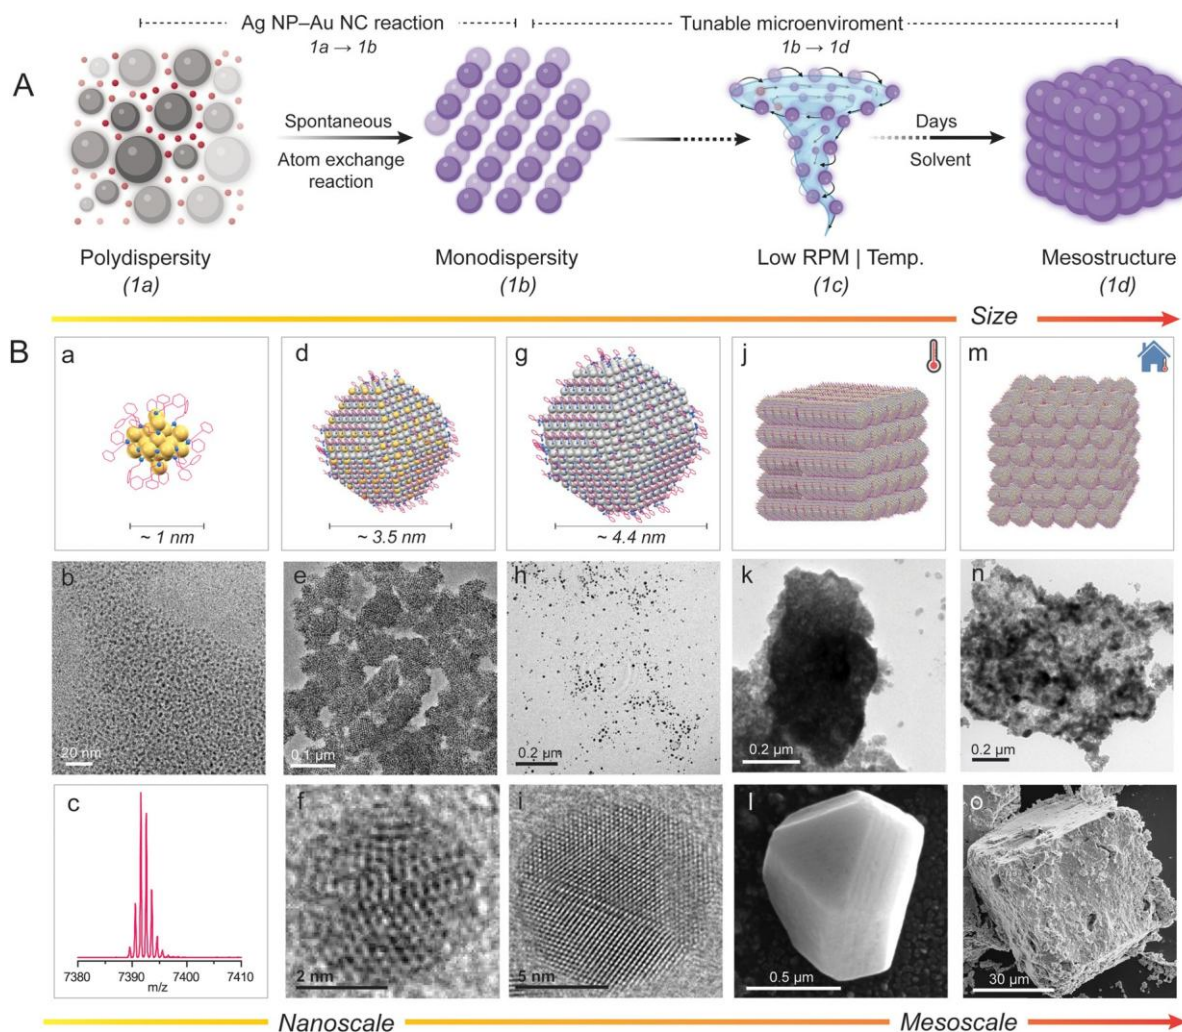 Ag NP–Au NC reaction
1a → 1b
Tunable microenviroment
1b → 1d
A
Spontaneous
Atom exchange
reaction
Days
Solvent
Polydispersity
(1a)
Monodispersity
(1b)
Low RPM | Temp.
(1c)
Mesostructure
(1d)
Size
B
a
~ 1 nm
d
~ 3.5 nm
g
~ 4.4 nm
j
m
b
20 nm
e
0.1 µm
h
0.2 µm
k
0.2 µm
n
0.2 µm
c
7380 7390 7400 7410
m/z
f
2 nm
i
5 nm
l
0.5 µm
o
30 µm
Nanoscale
Mesoscale